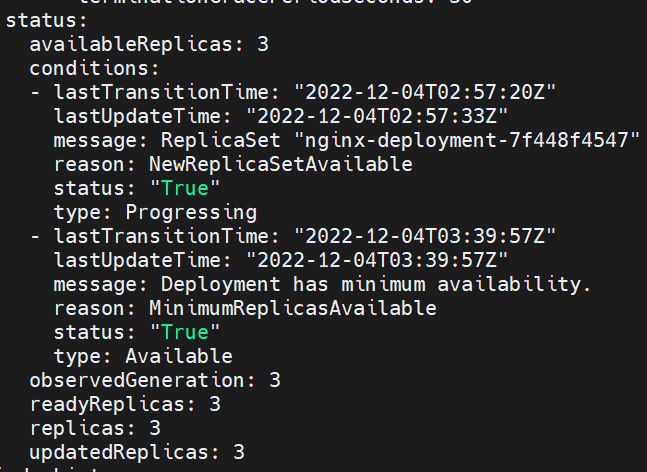 status:
  availableReplicas: 3
  conditions:
  - lastTransitionTime: "2022-12-04T02:57:20Z"
    lastUpdateTime: "2022-12-04T02:57:33Z"
    message: ReplicaSet "nginx-deployment-7f448f4547"
    reason: NewReplicaSetAvailable
    status: "True"
    type: Progressing
  - lastTransitionTime: "2022-12-04T03:39:57Z"
    lastUpdateTime: "2022-12-04T03:39:57Z"
    message: Deployment has minimum availability.
    reason: MinimumReplicasAvailable
    status: "True"
    type: Available
  observedGeneration: 3
  readyReplicas: 3
  replicas: 3
  updatedReplicas: 3